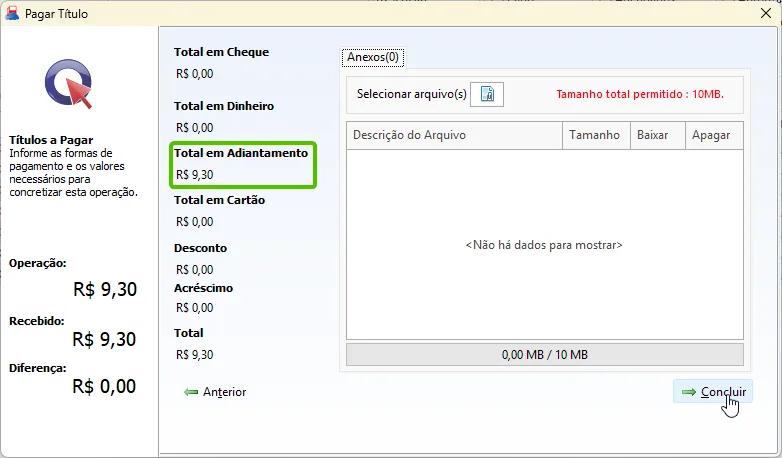 Pagar Título
Títulos a Pagar
Informe as formas de
pagamento e os valores
necessários para
concretizar esta operação.
Operação:
R$ 9,30
Recebido:
R$ 9,30
Diferença:
R$ 0,00
Total em Cheque
R$ 0,00
Total em Dinheiro
R$ 0,00
Total em Adiantamento
R$ 9,30
Total em Cartão
R$ 0,00
Desconto
R$ 0,00
Acréscimo
R$ 0,00
Total
R$ 9,30
Anexos(0)
Selecionar arquivo(s)
Tamanho total permitido : 10MB.
Descrição do Arquivo Tamanho Baixar Apagar
<Não há dados para mostrar>
0,00 MB / 10 MB
Anterior
Concluir